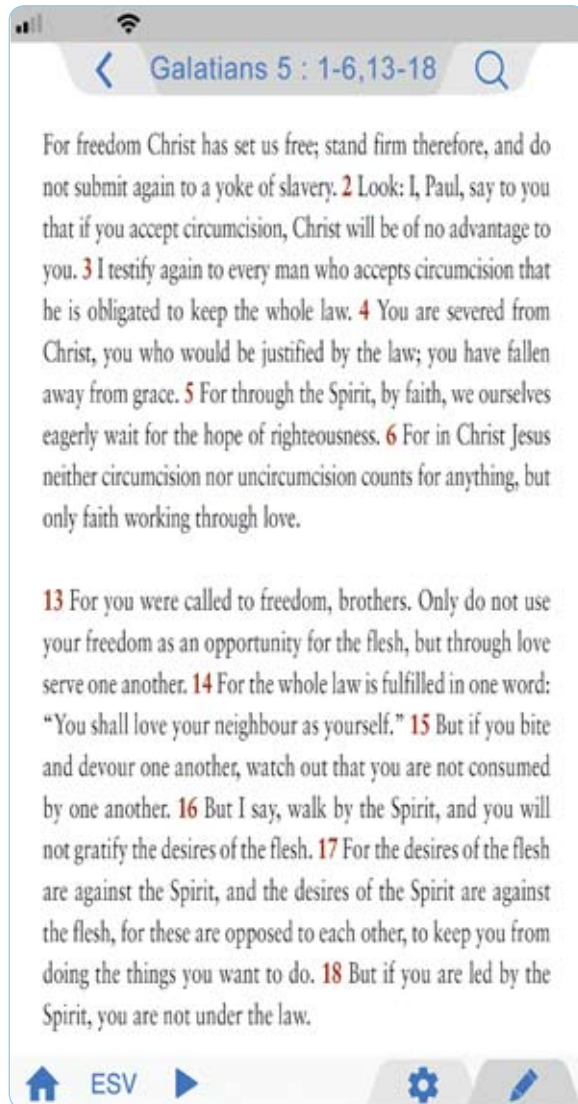 Galatians 5 : 1-6,13-18
For freedom Christ has set us free; stand firm therefore, and do
not submit again to a yoke of slavery. 2 Look: I, Paul, say to you
that if you accept circumcision, Christ will be of no advantage to
you. 3 I testify again to every man who accepts circumcision that
he is obligated to keep the whole law. 4 You are severed from
Christ, you who would be justified by the law; you have fallen
away from grace. 5 For through the Spirit, by faith, we ourselves
eagerly wait for the hope of righteousness. 6 For in Christ Jesus
neither circumcision nor uncircumcision counts for anything, but
only faith working through love.
13 For you were called to freedom, brothers. Only do not use
your freedom as an opportunity for the flesh, but through love
serve one another. 14 For the whole law is fulfilled in one word:
“You shall love your neighbour as yourself.” 15 But if you bite
and devour one another, watch out that you are not consumed
by one another. 16 But I say, walk by the Spirit, and you will
not gratify the desires of the flesh. 17 For the desires of the flesh
are against the Spirit, and the desires of the Spirit are against
the flesh, for these are opposed to each other, to keep you from
doing the things you want to do. 18 But if you are led by the
Spirit, you are not under the law.
ESV